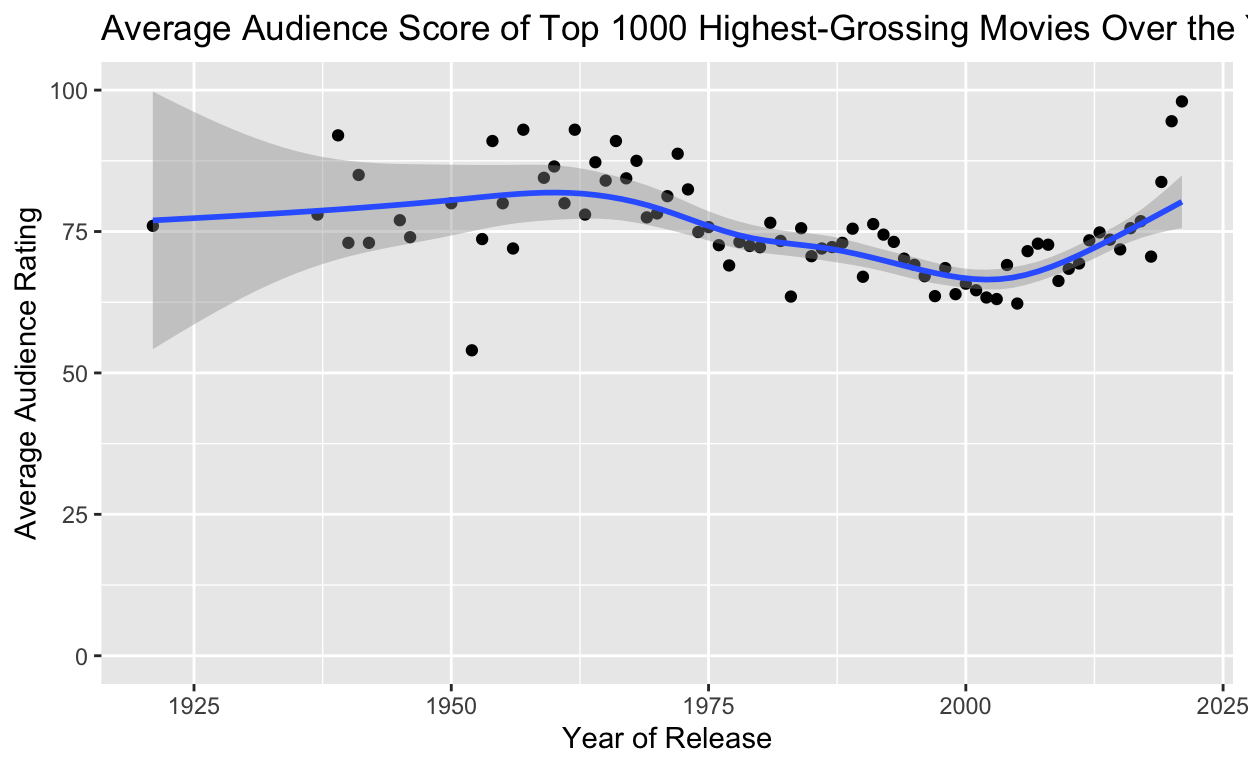 Average Audience Score of Top 1000 Highest-Grossing Movies Over the
100
75
50
25
0
Average Audience Rating
1925 1950 1975 2000 2025
Year of Release